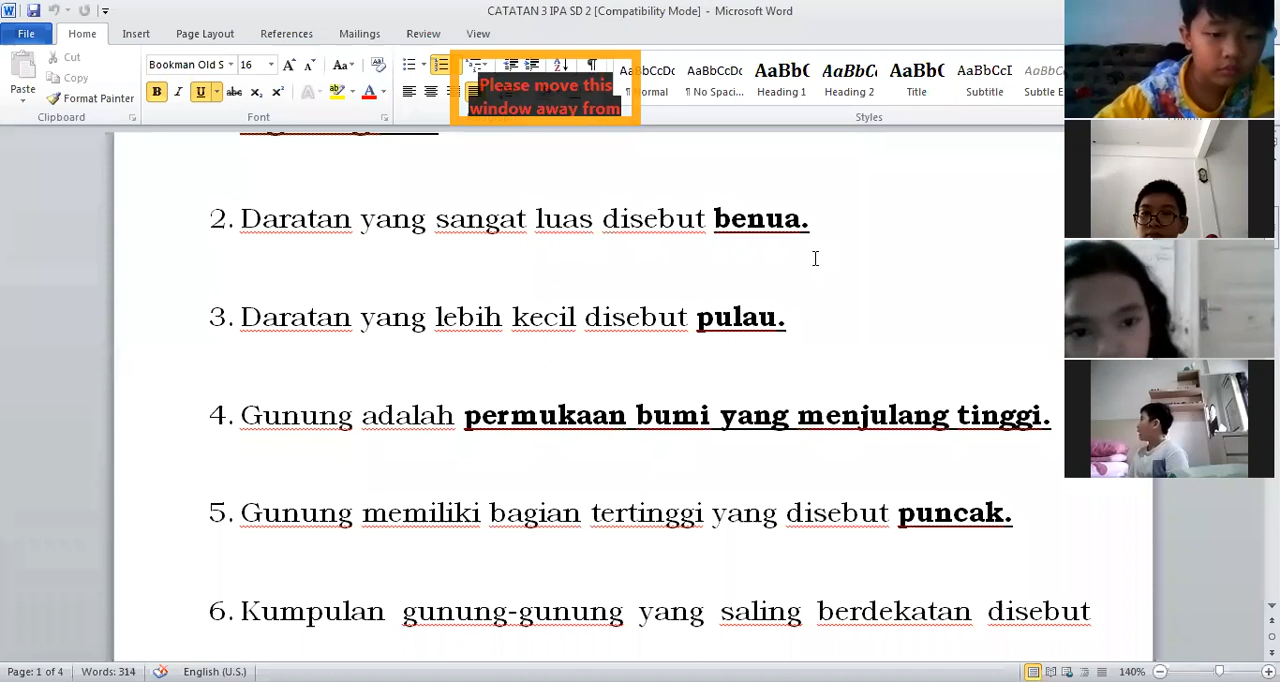 CATATAN 3 IPA SD 2 [Compatibility Mode] - Microsoft Word
File Home Insert Page Layout References Mailings Review View
Paste
Cut
Copy
Format Painter
Clipboard
Bookman Old S 16
Font
Please move this
window away from
AaBbCcDc AaBbCcDc AaBbC AaBbCc AaBbC AaBbCcD AaBbCcD
Normal No Spaci... Heading 1 Heading 2 Title Subtitle Subtle E
Styles
2. Daratan yang sangat luas disebut benua.
3. Daratan yang lebih kecil disebut pulau.
4. Gunung adalah permukaan bumi yang menjulang tinggi.
5. Gunung memiliki bagian tertinggi yang disebut puncak.
6. Kumpulan gunung-gunung yang saling berdekatan disebut
Page: 1 of 4 Words: 314 English (U.S.) 140%